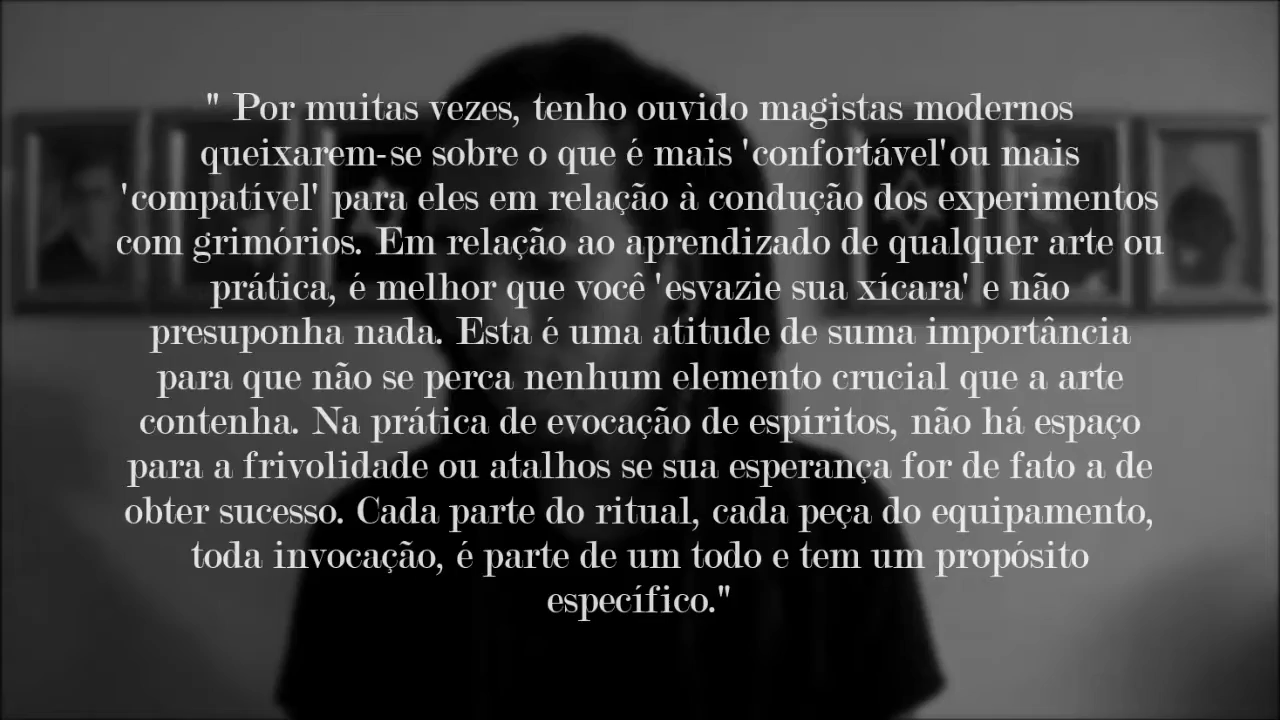 " Por muitas vezes, tenho ouvido magistas modernos
queixarem-se sobre o que é mais 'confortável'ou mais
'compatível' para eles em relação à condução dos experimentos
com grimórios. Em relação ao aprendizado de qualquer arte ou
prática, é melhor que você 'esvazie sua xícara' e não
presuponha nada. Esta é uma atitude de suma importância
para que não se perca nenhum elemento crucial que a arte
contenha. Na prática de evocação de espíritos, não há espaço
para a frivolidade ou atalhos se sua esperança for de fato a de
obter sucesso. Cada parte do ritual, cada peça do equipamento,
toda invocação, é parte de um todo e tem um propósito
específico."